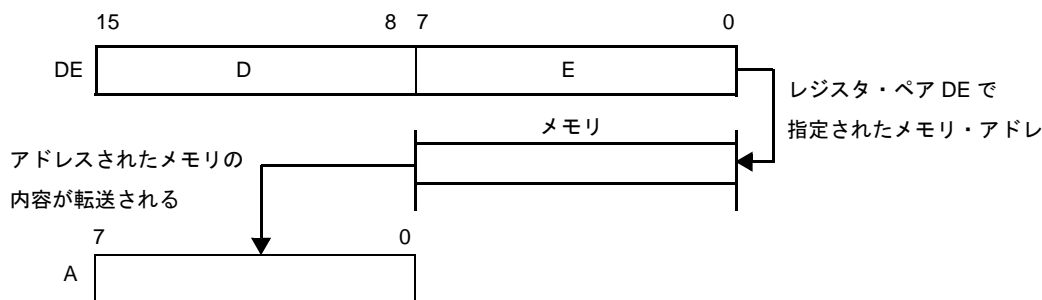 15 8 7 0
DE D E
レジスタ・ペア DE で
指定されたメモリ・アドレ
メモリ
アドレスされたメモリの
内容が転送される
7 0
A